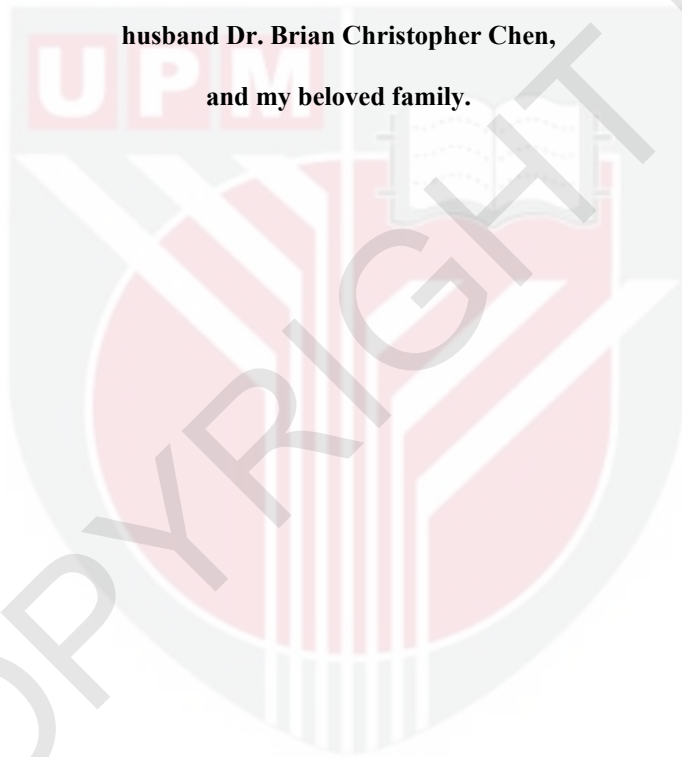 husband Dr. Brian Christopher Chen,
and my beloved family.
UPM
COPYRIGHT